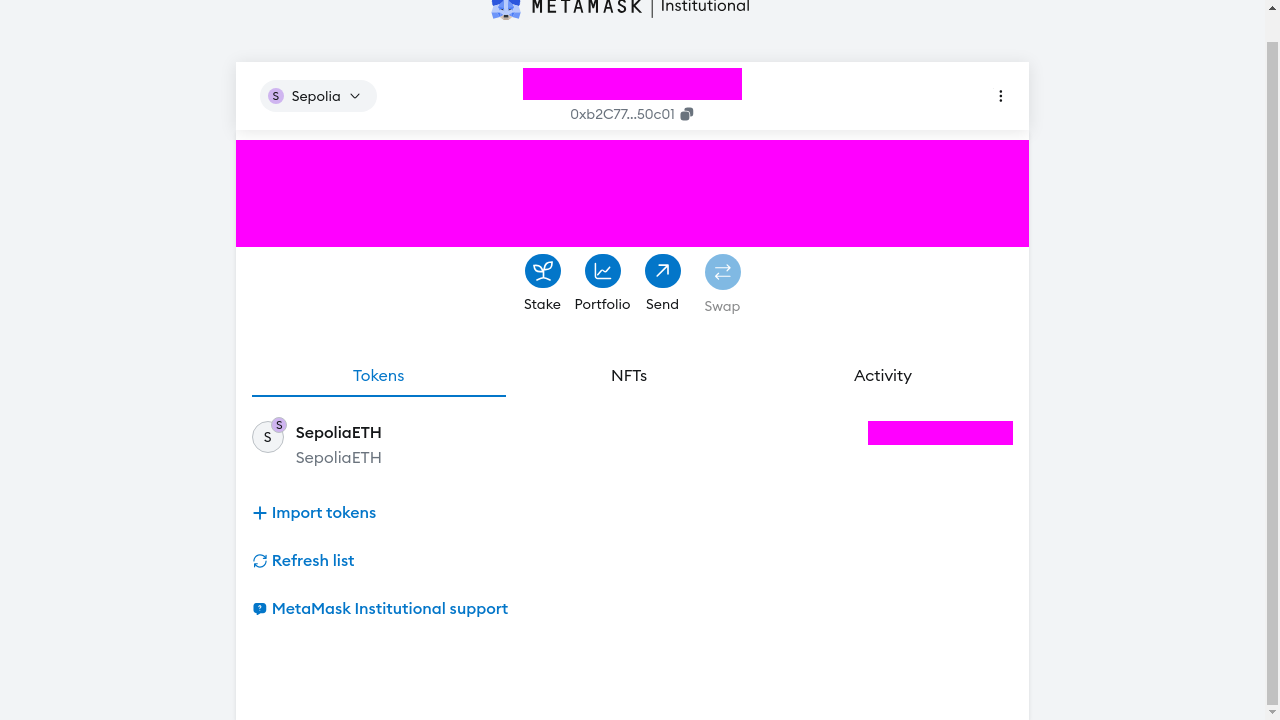 METAMASK | Institutional
S Sepolia
0xb2C77...50c01
Stake Portfolio Send Swap
Tokens NFTs Activity
S S SepoliaETH
SepoliaETH
Import tokens
Refresh list
MetaMask Institutional support